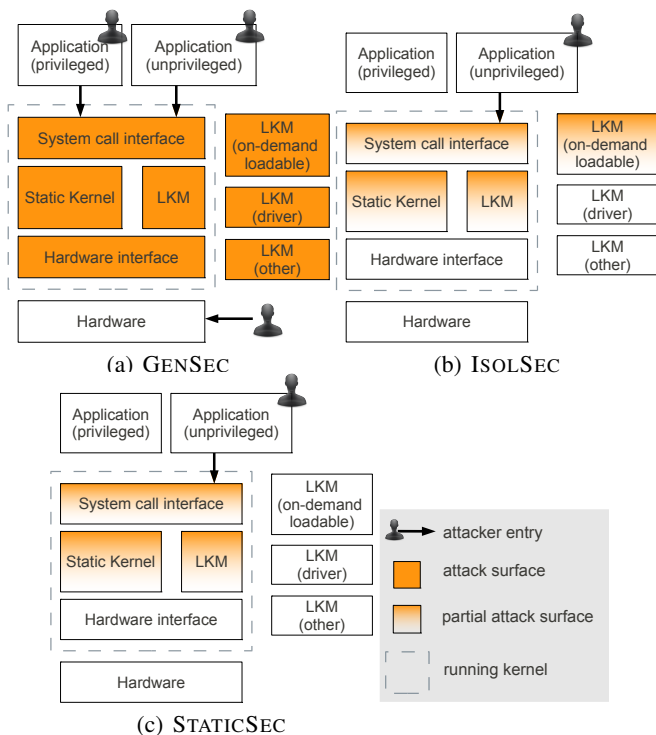 Application
(privileged)
Application
(unprivileged)
System call interface
Static Kernel
LKM
Hardware interface
LKM
(on-demand
loadable)
LKM
(driver)
LKM
(other)
Hardware
(a) GENSEC
Application
(privileged)
Application
(unprivileged)
System call interface
Static Kernel
LKM
Hardware interface
LKM
(on-demand
loadable)
LKM
(driver)
LKM
(other)
Hardware
(b) ISOLSEC
Application
(privileged)
Application
(unprivileged)
System call interface
Static Kernel
LKM
Hardware interface
LKM
(on-demand
loadable)
LKM
(driver)
LKM
(other)
Hardware
(c) STATICSEC
attacker entry
attack surface
partial attack surface
running kernel